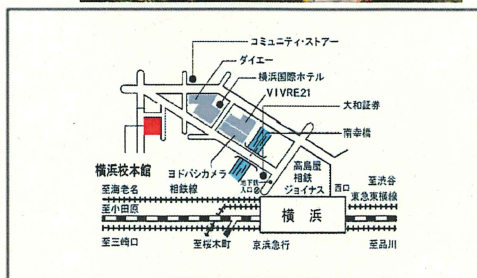 コミュニティ・ストアー
ダイエー
横浜国際ホテル
VIVRE21
大和証券
南幸橋
横浜校本館
ヨドバシカメラ
高島屋
相鉄
ジョイナス
地下鉄
入口⑧
西口
至海老名
相鉄線
至渋谷
東急東横線
至小田原
横浜
至三崎口
至桜木町
京浜急行
至品川